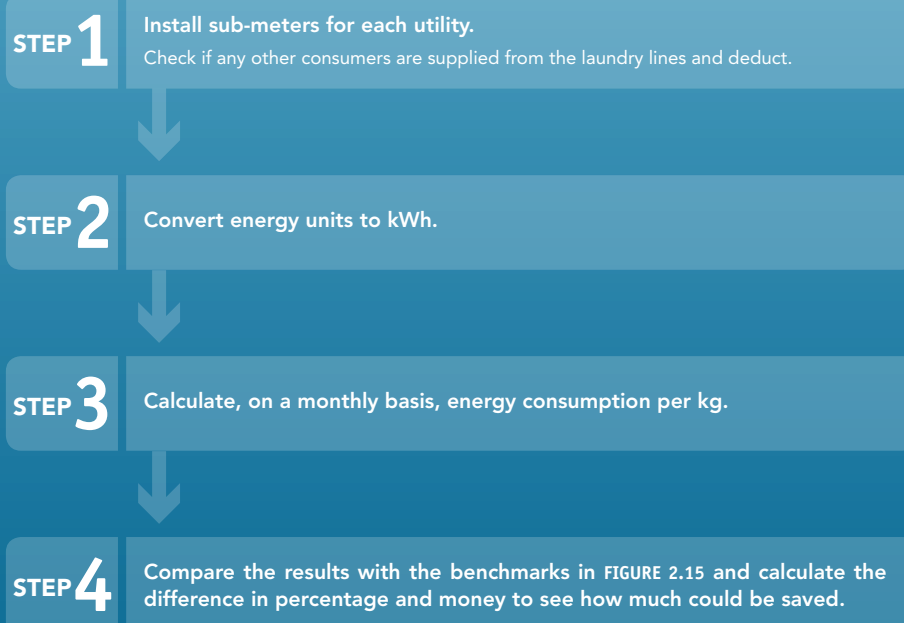 STEP 1
Install sub-meters for each utility.
Check if any other consumers are supplied from the laundry lines and deduct.
STEP 2
Convert energy units to kWh.
STEP 3
Calculate, on a monthly basis, energy consumption per kg.
STEP 4
Compare the results with the benchmarks in FIGURE 2.15 and calculate the
difference in percentage and money to see how much could be saved.